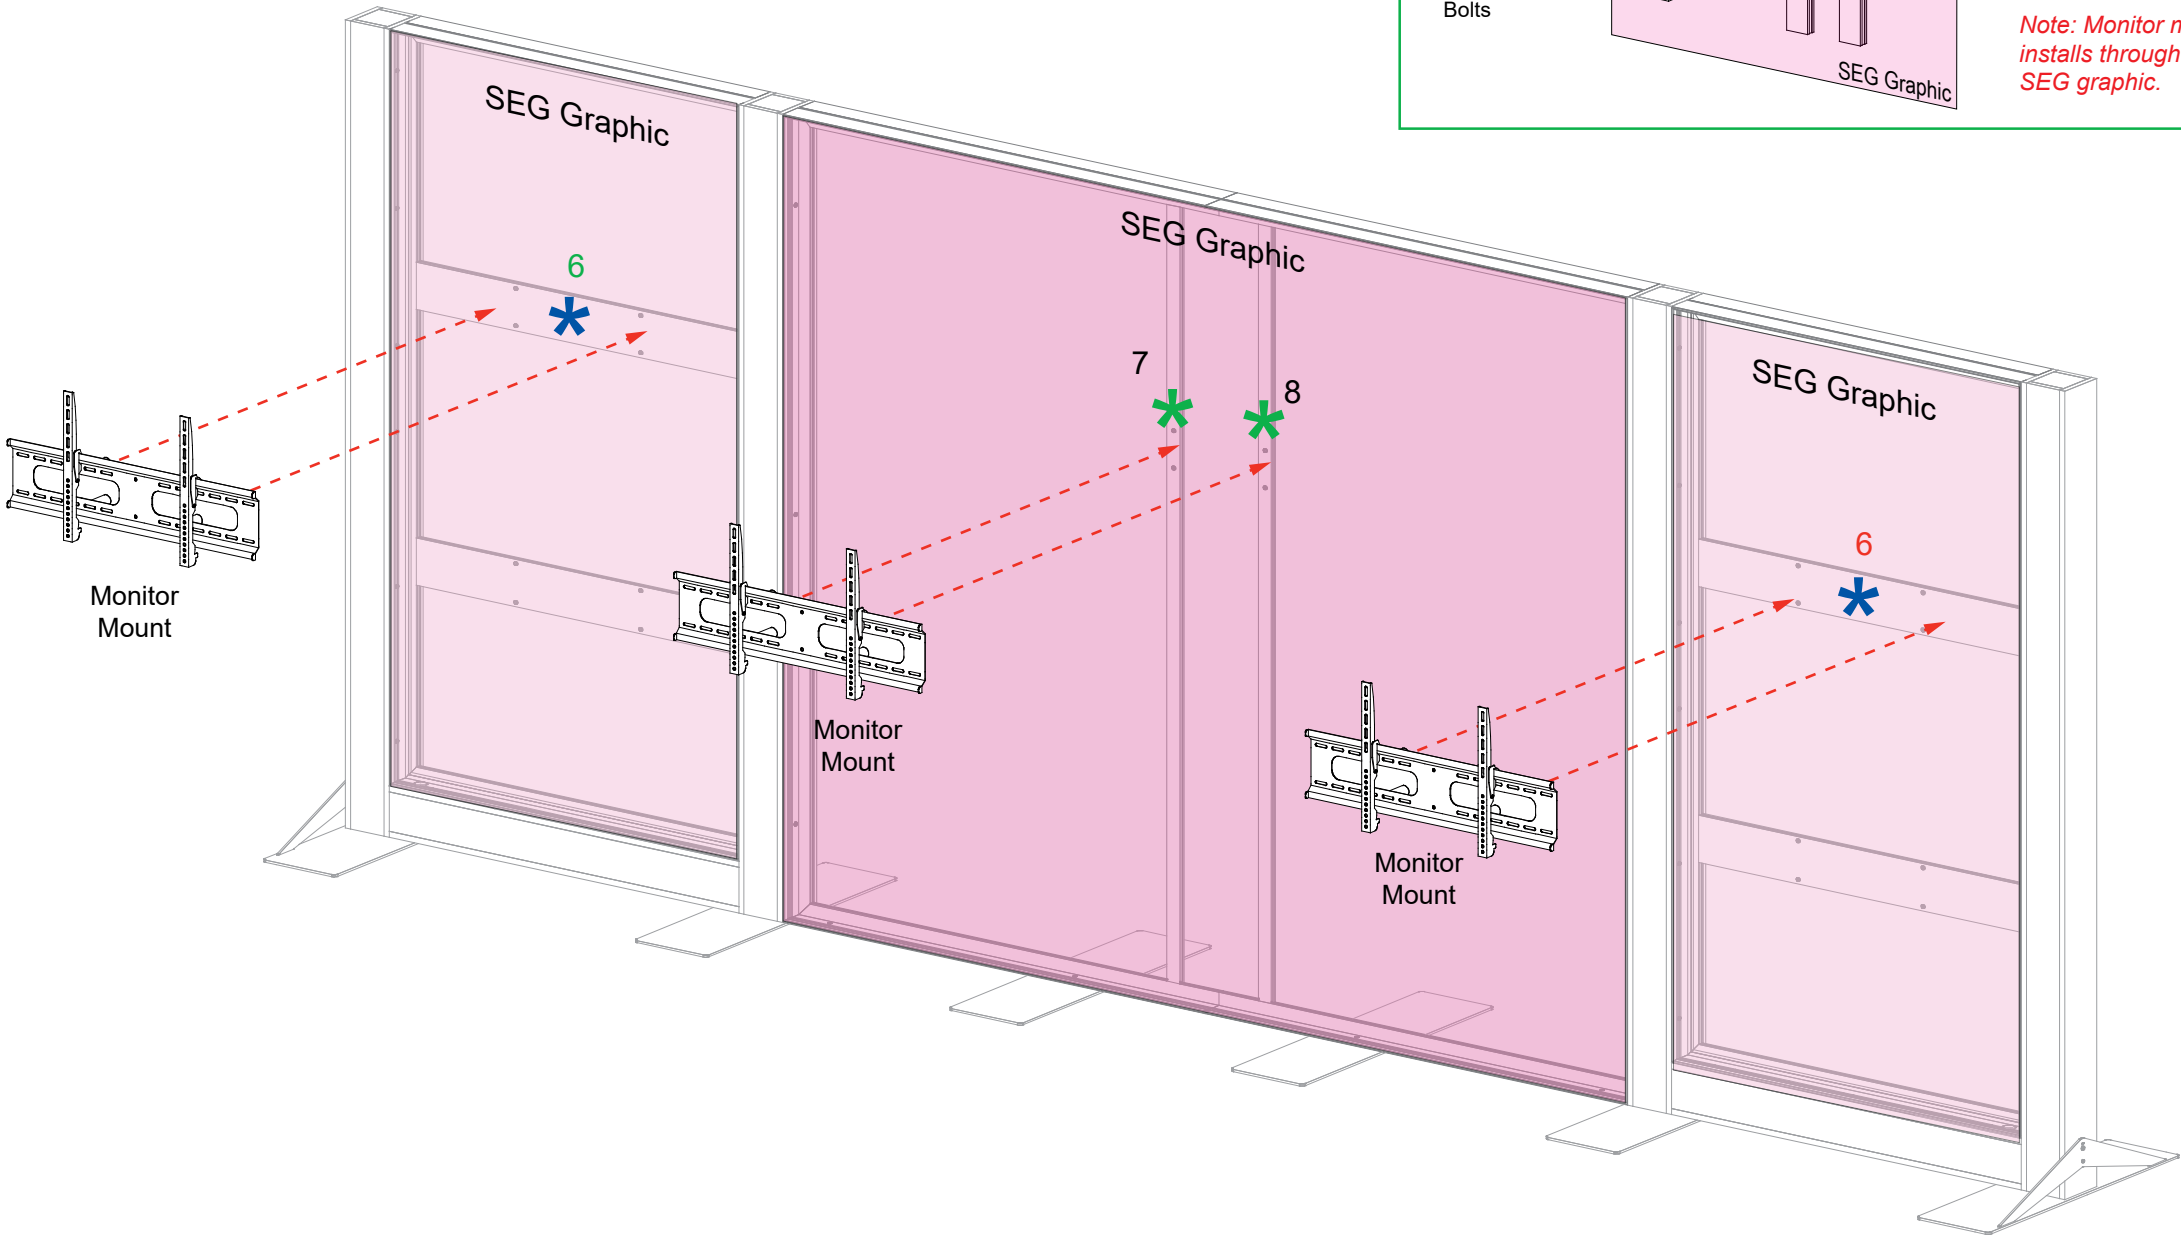 Bolts
SEG Graphic
Note: Monitor
installs through
SEG graphic.
SEG Graphic
SEG Graphic
SEG Graphic
6
*
7
*
8
*
6
*
Monitor
Mount
Monitor
Mount
Monitor
Mount